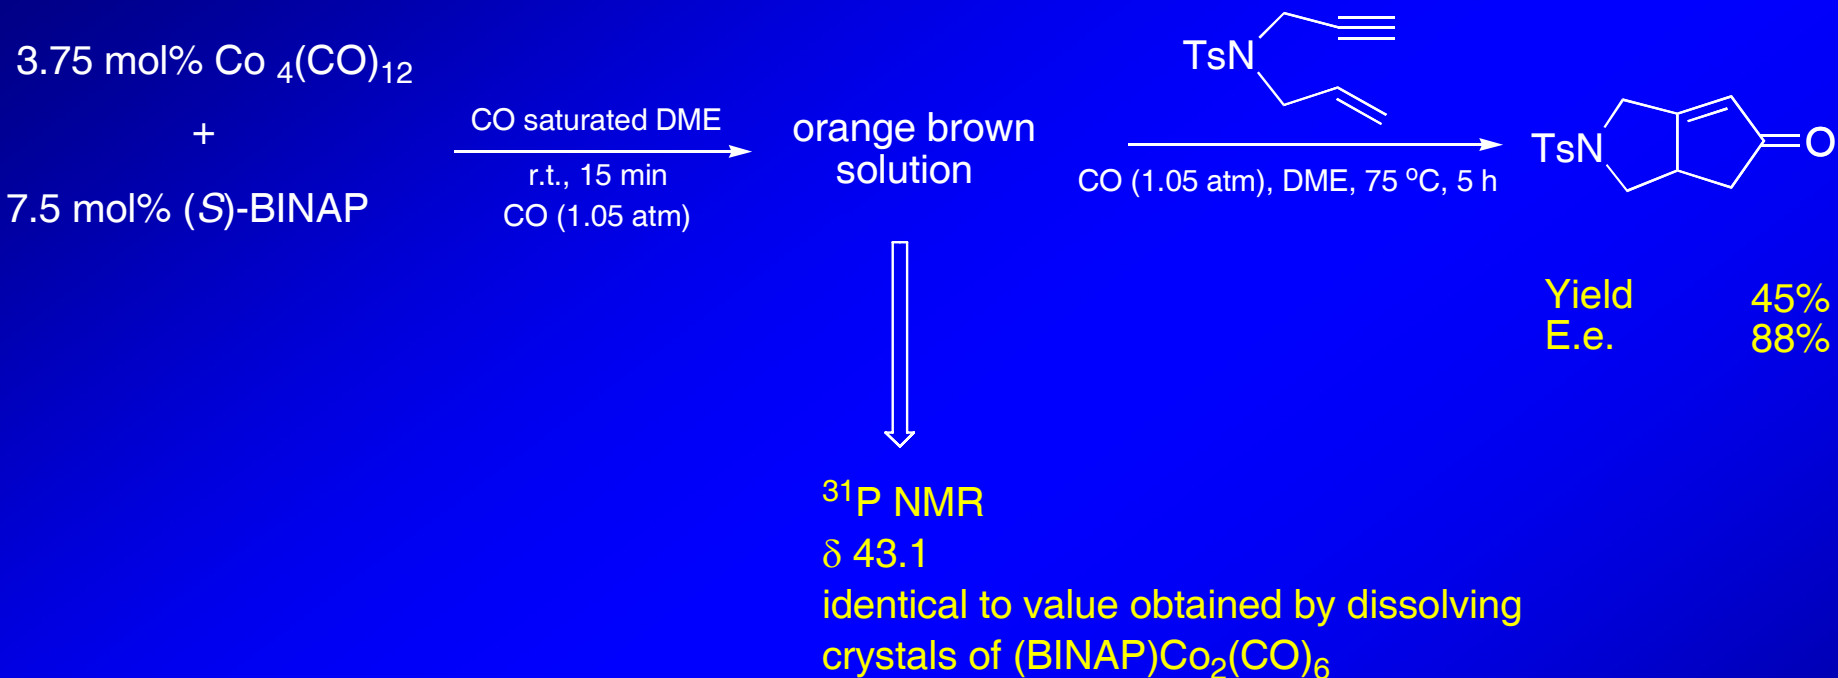 3.75 mol% Co 4(CO)12
+
7.5 mol% (S)-BINAP
CO saturated DME
r.t., 15 min
CO (1.05 atm)
orange brown
solution
TsN
CO (1.05 atm), DME, 75 ºC, 5 h
TsN
O
Yield 45%
E.e. 88%
31P NMR
δ 43.1
identical to value obtained by dissolving
crystals of (BINAP)Co2(CO)6